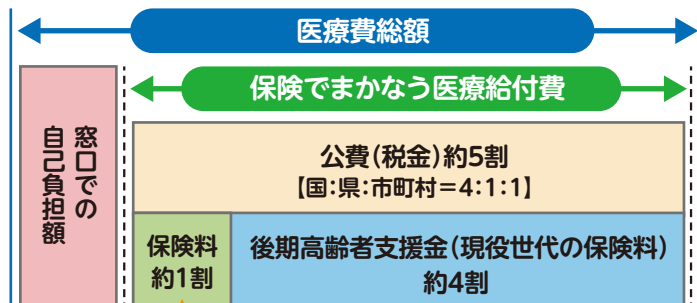 医療費総額
保険でまかなう医療給付費
窓口での
自己負担額
公費(税金)約5割
【国:県:市町村=4:1:1】
保険料
約1割
後期高齢者支援金(現役世代の保険料)
約4割